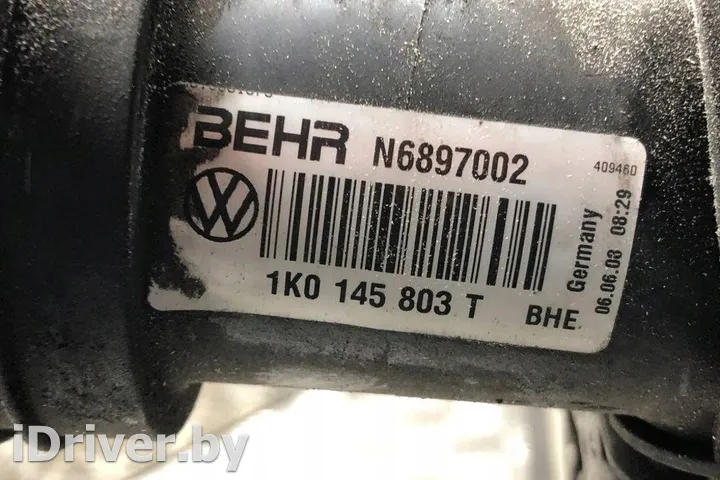 BEHR N6897002
409460
1K0 145 803 T BHE
Germany
06.06.08 08:29
iDriver.by